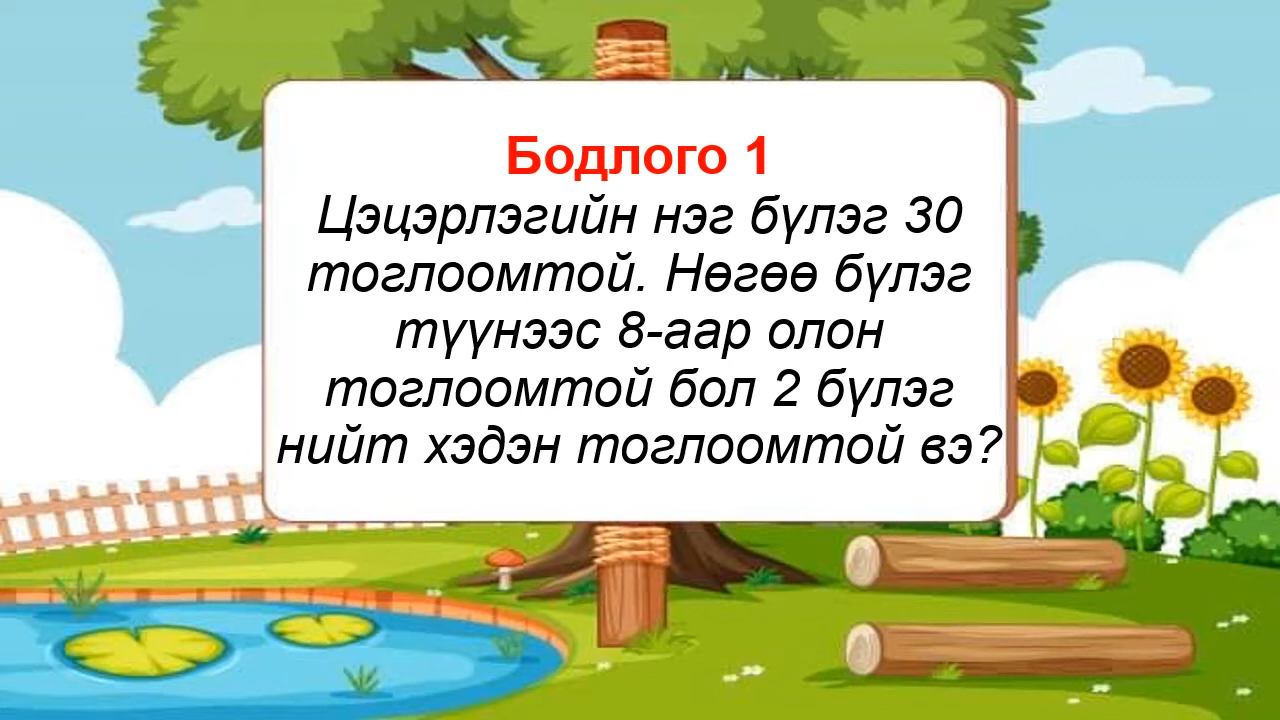 Бодлого 1
Цэцэрлэгийн нэг бүлэг 30
тоглоомтой. Нөгөө бүлэг
түүнээс 8-аар олон
тоглоомтой бол 2 бүлэг
нийт хэдэн тоглоомтой вэ?